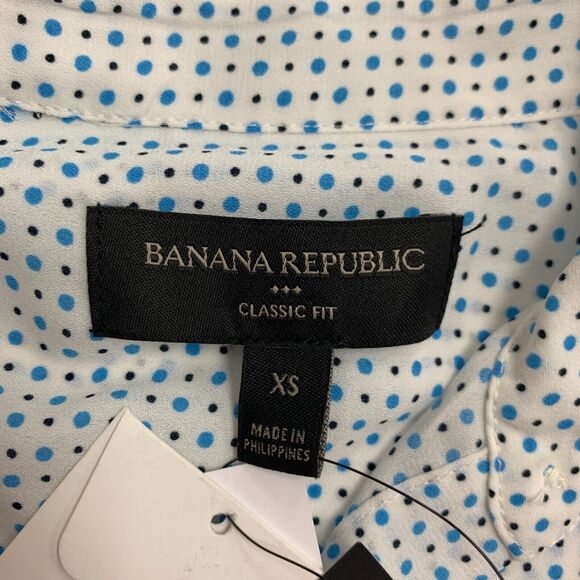 BANANA REPUBLIC
CLASSIC FIT
XS
MADE IN
PHILIPPINES